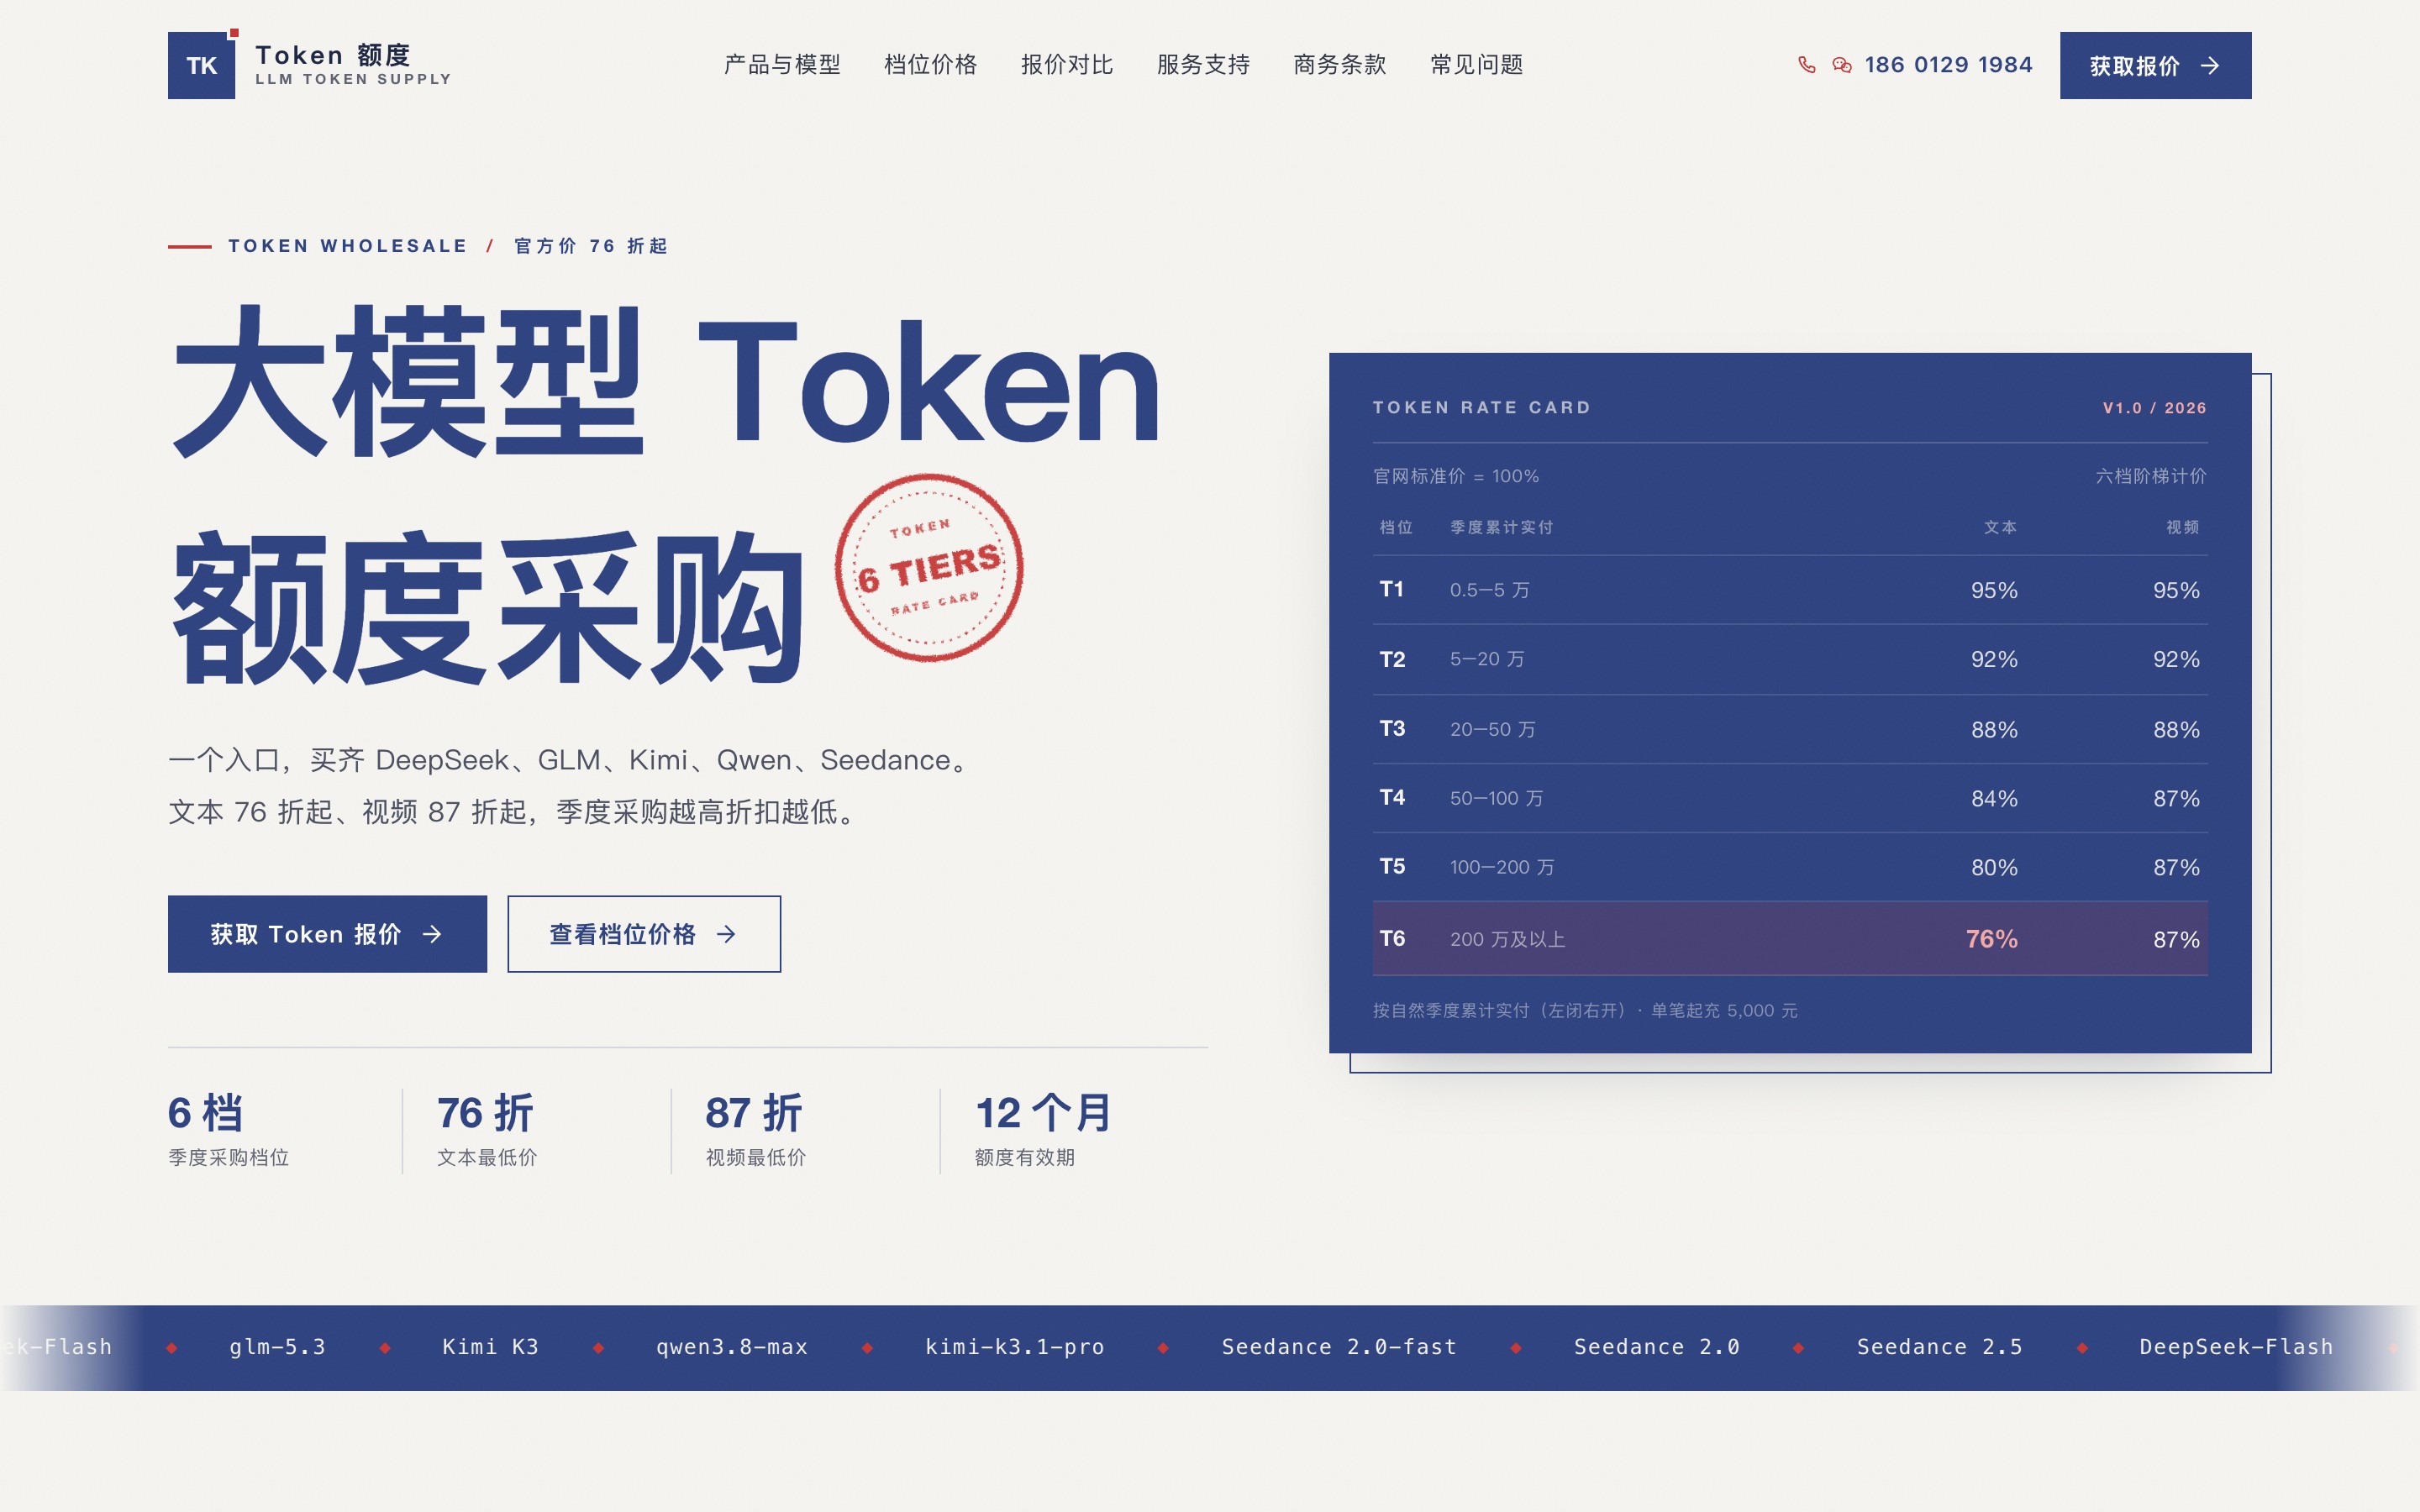 TK
Token 额度
LLM TOKEN SUPPLY
产品与模型 档位价格 报价对比 服务支持 商务条款 常见问题
186 0129 1984
获取报价 →
TOKEN WHOLESALE / 官方价 76 折起
大模型 Token
额度采购
TOKEN
6 TIERS
RATE CARD
一个入口，买齐 DeepSeek、GLM、Kimi、Qwen、Seedance。
文本 76 折起、视频 87 折起，季度采购越高折扣越低。
获取 Token 报价 →
查看档位价格 →
6 档
季度采购档位
76 折
文本最低价
87 折
视频最低价
12 个月
额度有效期
TOKEN RATE CARD V1.0 / 2026
官网标准价 = 100% 六档阶梯计价
档位 季度累计实付 文本 视频
T1 0.5—5 万 95% 95%
T2 5—20 万 92% 92%
T3 20—50 万 88% 88%
T4 50—100 万 84% 87%
T5 100—200 万 80% 87%
T6 200 万及以上 76% 87%
按自然季度累计实付（左闭右开）· 单笔起充 5,000 元
ek-Flash ◆ glm-5.3 ◆ Kimi K3 ◆ qwen3.8-max ◆ kimi-k3.1-pro ◆ Seedance 2.0-fast ◆ Seedance 2.0 ◆ Seedance 2.5 ◆ DeepSeek-Flash ◆